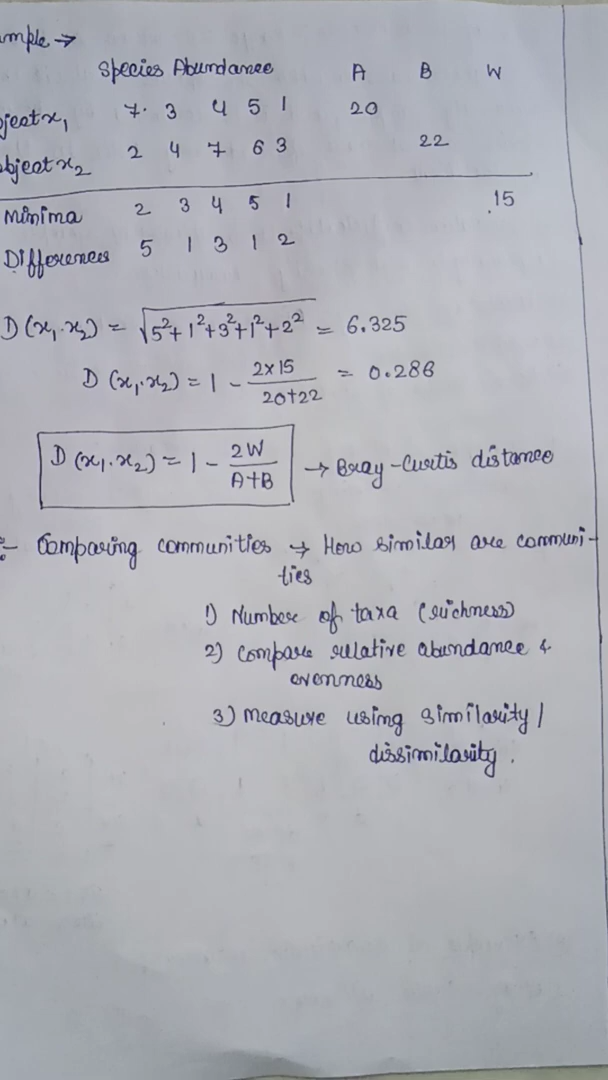 mple →
Species Abundance A B W
jectx₁ 7. 3 4 5 1 20
bject x₂ 2 4 7 6 3 22
Minima 2 3 4 5 1 .15
Differences 5 1 3 1 2
D(x₁.x₂) = √5²+1²+3²+1²+2² = 6.325
D (x₁.x₂) = 1 - 2×15/20+22 = 0.286
D (x₁.x₂) = 1 - 2W/A+B → Bray-Curtis distance
:- Comparing communities → How similar are communi-
ties
1) Number of taxa (richness)
2) Compare relative abundance &
evenness
3) Measure using similarity /
dissimilarity.